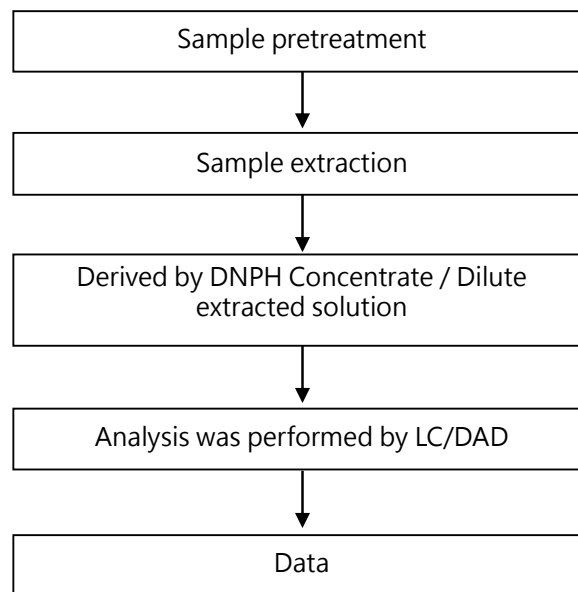 Sample pretreatment
Sample extraction
Derived by DNPH Concentrate / Dilute
extracted solution
Analysis was performed by LC/DAD
Data